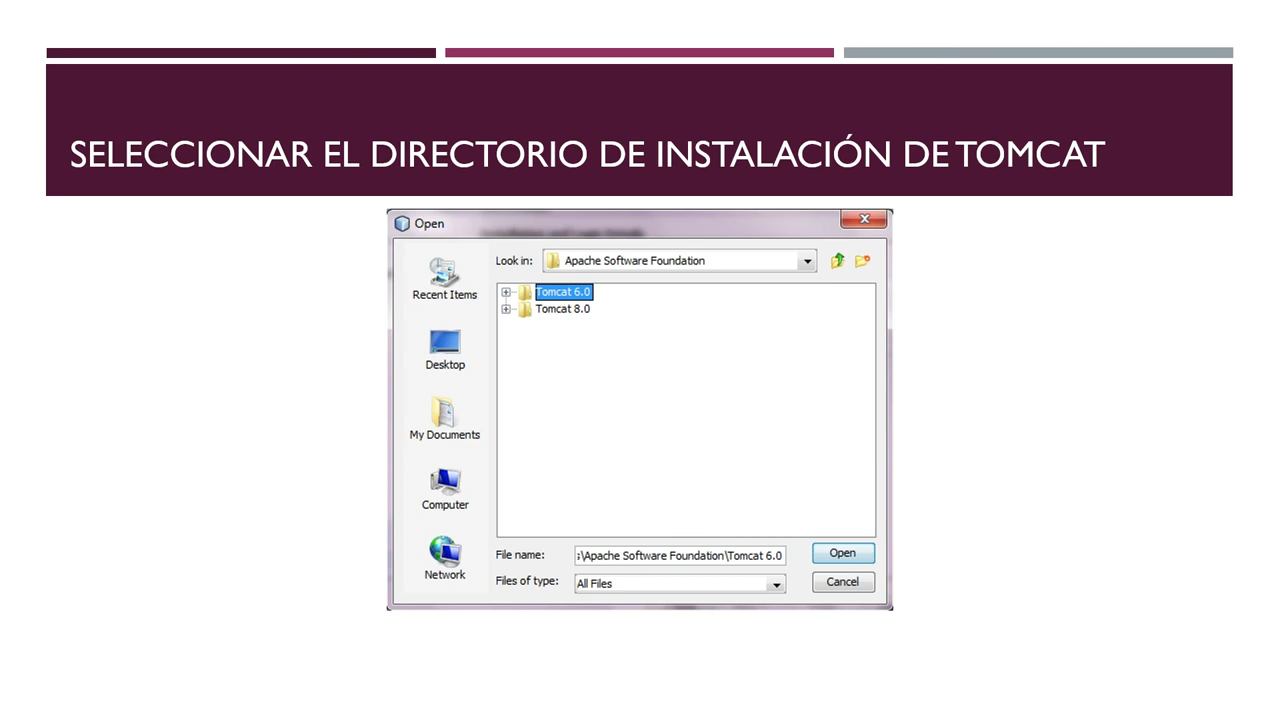 SELECCIONAR EL DIRECTORIO DE INSTALACIÓN DE TOMCAT
Open
Look in: Apache Software Foundation
Recent Items
Desktop
My Documents
Computer
Network
Tomcat 6.0
Tomcat 8.0
File name: ;\Apache Software Foundation\Tomcat 6.0
Open
Files of type: All Files
Cancel